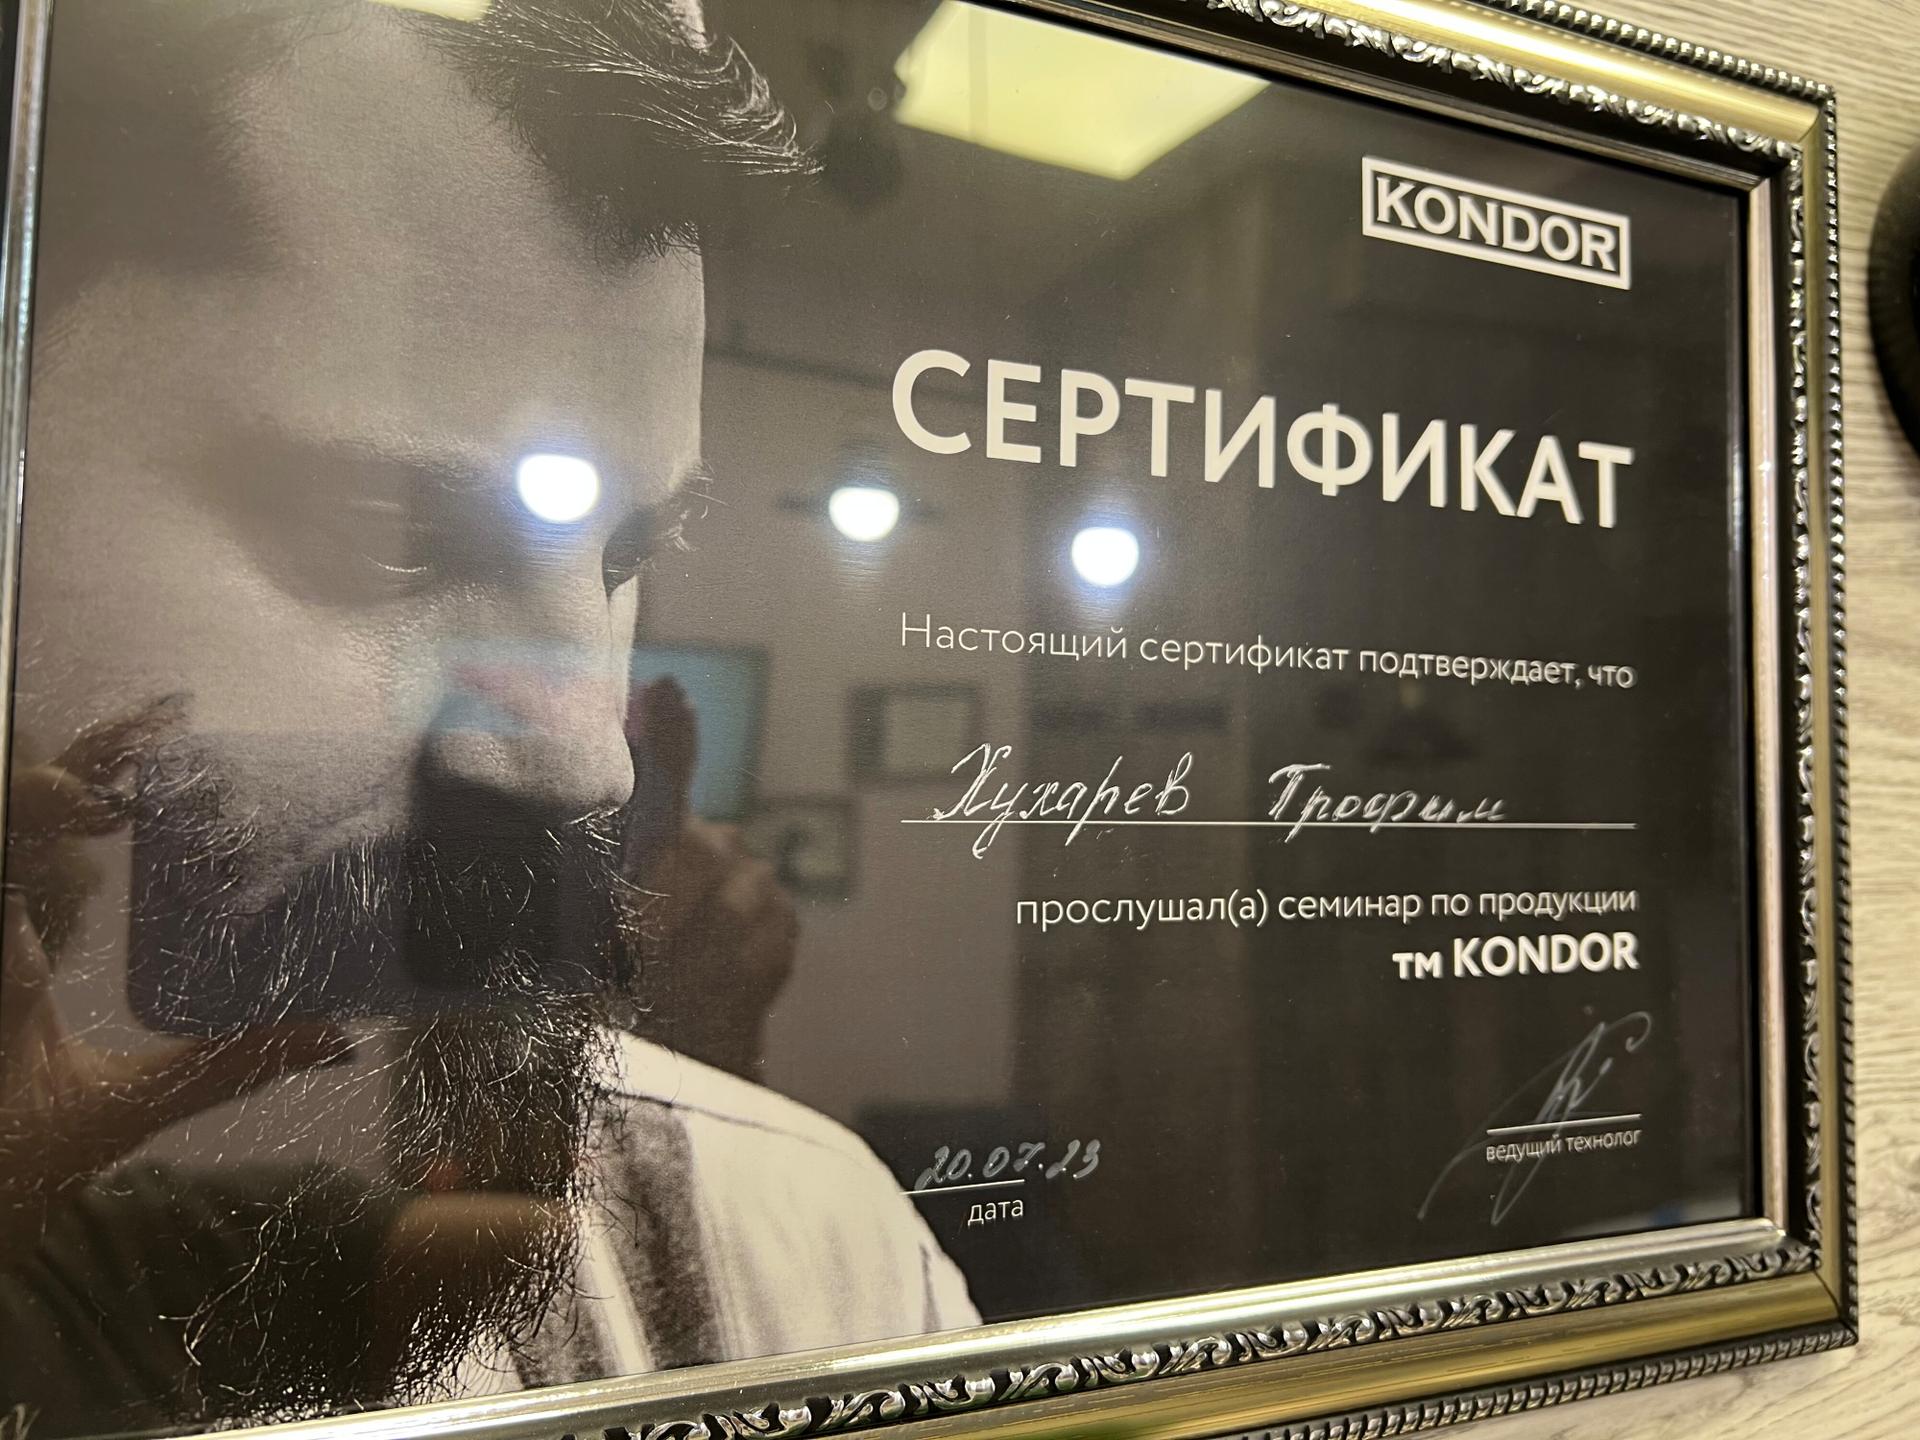 KONDOR
СЕРТИФИКАТ
Настоящий сертификат подтверждает, что
Кухарев Трофим
прослушал(а) семинар по продукции
тм KONDOR
20.07.23
дата
ведущий технолог